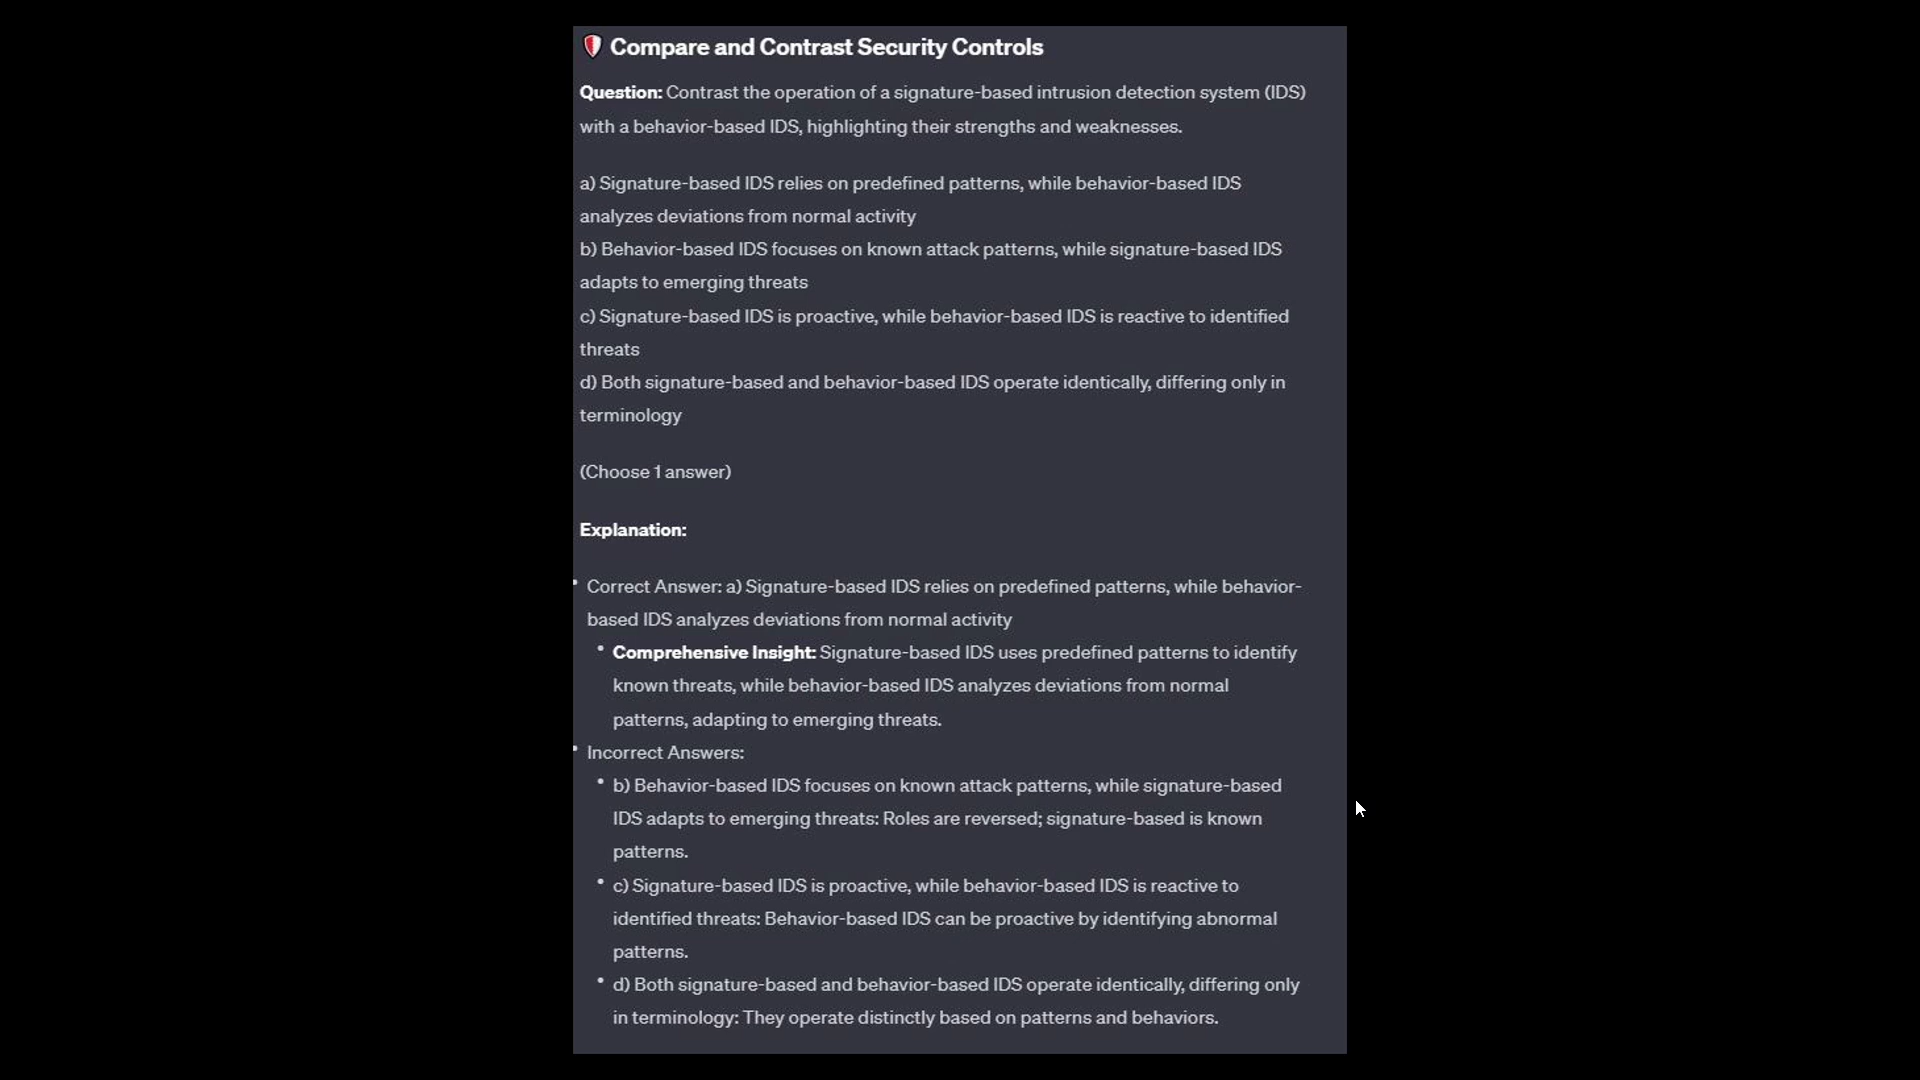 Compare and Contrast Security Controls
Question: Contrast the operation of a signature-based intrusion detection system (IDS)
with a behavior-based IDS, highlighting their strengths and weaknesses.
a) Signature-based IDS relies on predefined patterns, while behavior-based IDS
analyzes deviations from normal activity
b) Behavior-based IDS focuses on known attack patterns, while signature-based IDS
adapts to emerging threats
c) Signature-based IDS is proactive, while behavior-based IDS is reactive to identified
threats
d) Both signature-based and behavior-based IDS operate identically, differing only in
terminology
(Choose 1 answer)
Explanation:
• Correct Answer: a) Signature-based IDS relies on predefined patterns, while behavior-
based IDS analyzes deviations from normal activity
• Comprehensive Insight: Signature-based IDS uses predefined patterns to identify
known threats, while behavior-based IDS analyzes deviations from normal
patterns, adapting to emerging threats.
• Incorrect Answers:
• b) Behavior-based IDS focuses on known attack patterns, while signature-based
IDS adapts to emerging threats: Roles are reversed; signature-based is known
patterns.
• c) Signature-based IDS is proactive, while behavior-based IDS is reactive to
identified threats: Behavior-based IDS can be proactive by identifying abnormal
patterns.
• d) Both signature-based and behavior-based IDS operate identically, differing only
in terminology: They operate distinctly based on patterns and behaviors.